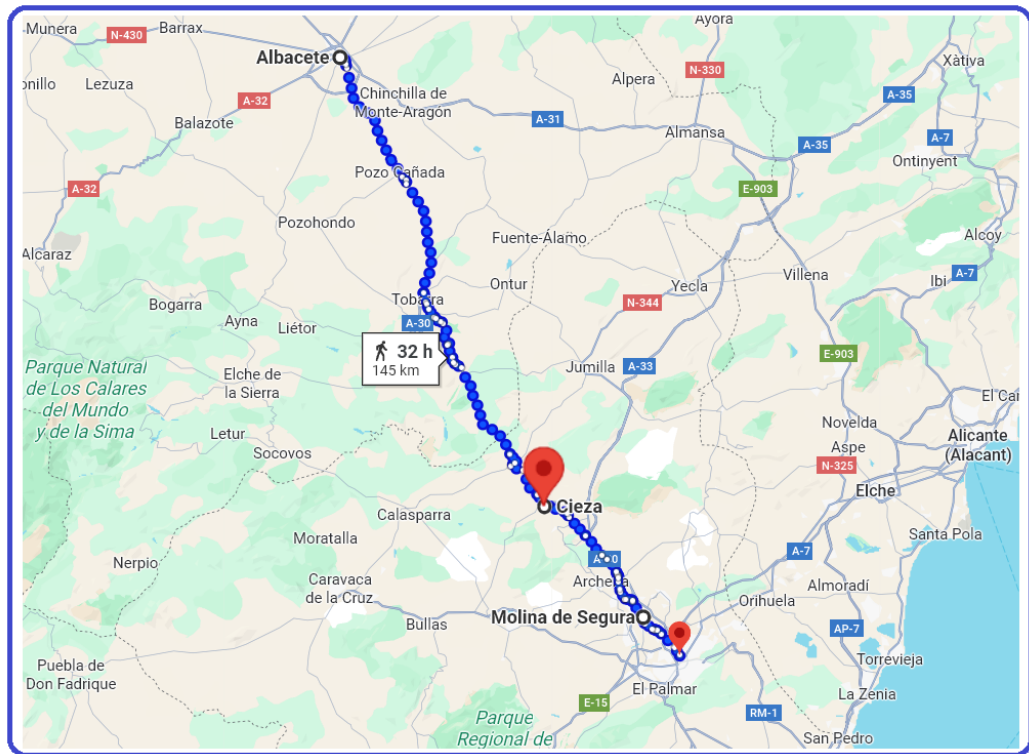 Munera
N-430
Barrax
Ayora
Albacete
Xàtiva
onillo
Lezuza
Alpera
N-330
A-32
Chinchilla de
Monte-Aragón
A-35
Balazote
A-31
Almansa
A-7
A-35
Ontinyent
Pozo Cañada
A-32
E-903
Pozohondo
Alcaraz
Fuente-Álamo
Alcoy
Villena
A-7
Ibi
Ontur
Yecla
Bogarra
Tobarra
N-344
Ayna
Liétor
A-30
32 h
145 km
E-903
Parque Natural
de Los Calares
del Mundo
y de la Sima
Elche de
la Sierra
Jumilla
A-33
El Ca
Novelda
Letur
Aspe
Alicante
(Alacant)
Socovos
N-325
Elche
Cieza
Calasparra
Santa Pola
Moratalla
A-7
Nerpio
Archena
Almoradí
Caravaca
de la Cruz
Orihuela
Bullas
Molina de Segura
AP-7
Torrevieja
Puebla de
Don Fadrique
El Palmar
La Zenia
E-15
RM-1
Parque
Regional de
San Pedro